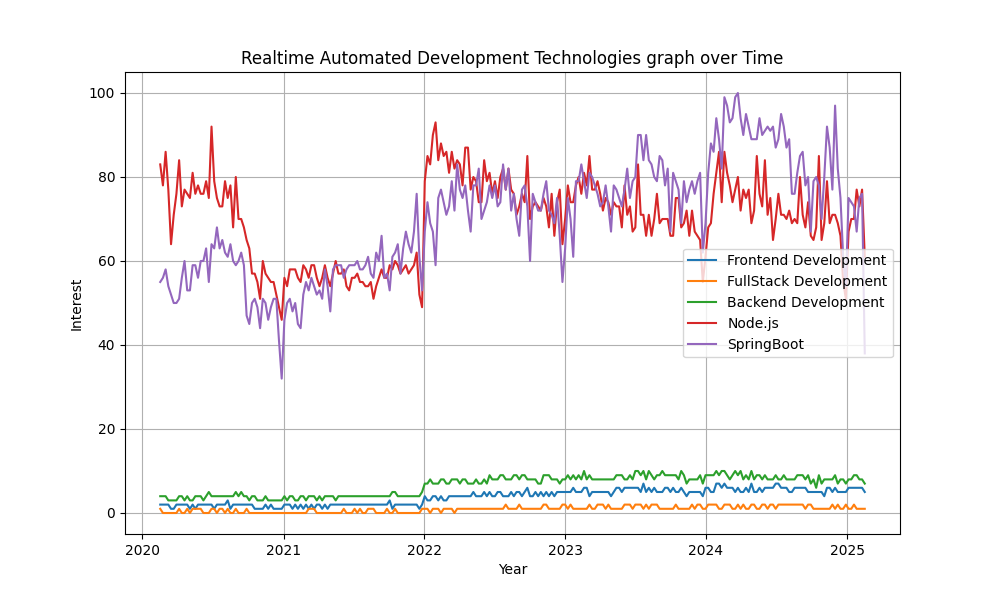 Realtime Automated Development Technologies graph over Time
Interest
100
80
60
40
20
0
Frontend Development
FullStack Development
Backend Development
Node.js
SpringBoot
2020 2021 2022 2023 2024 2025
Year